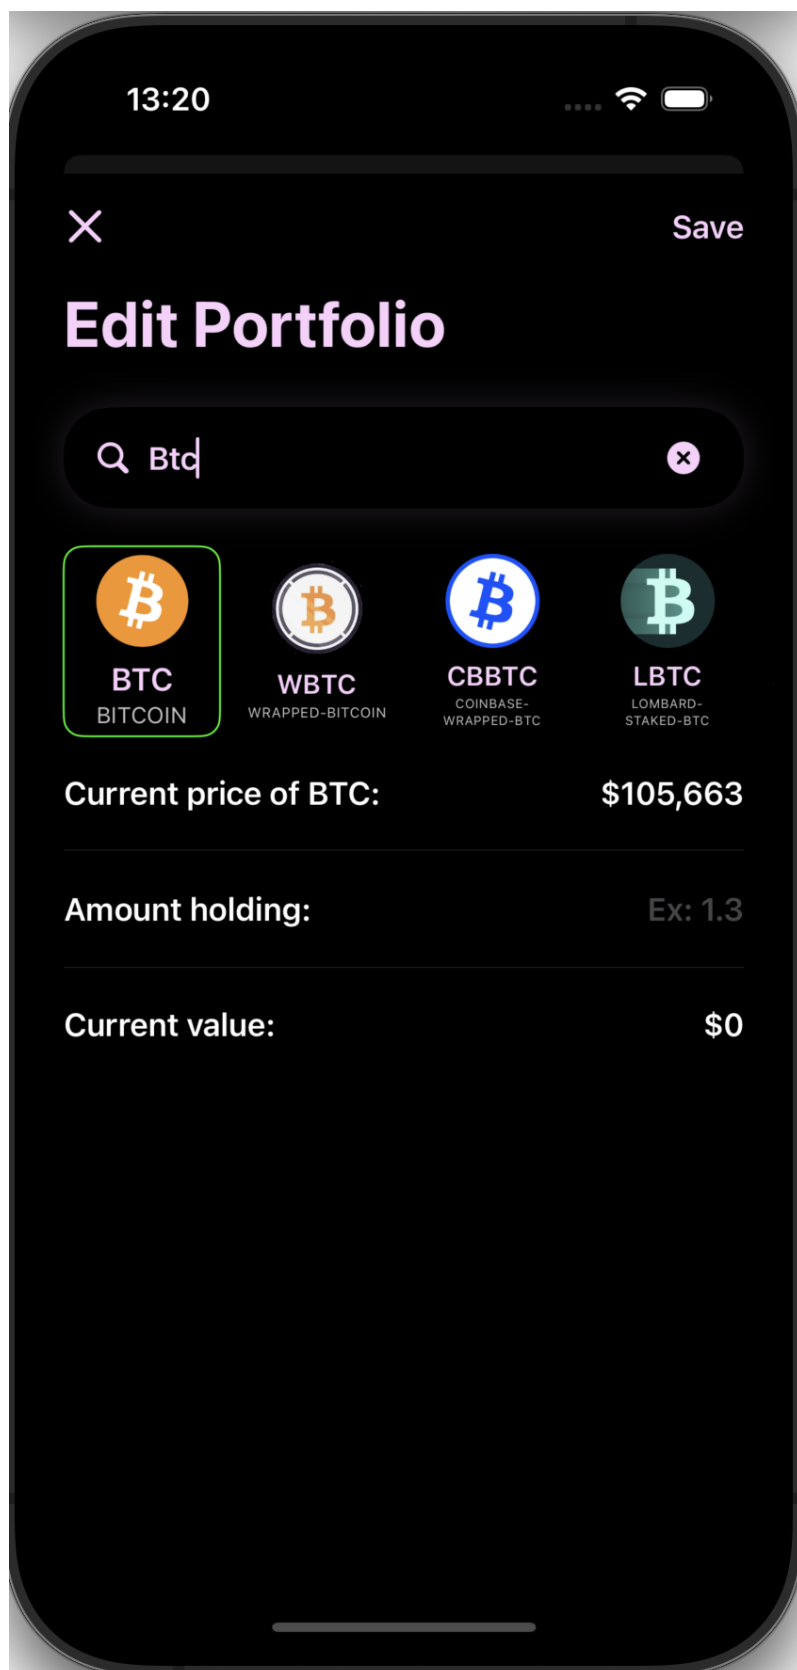 13:20
Save
Edit Portfolio
Btc
BTC
BITCOIN
WBTC
WRAPPED-BITCOIN
CBBTC
COINBASE-
WRAPPED-BTC
LBTC
LOMBARD-
STAKED-BTC
Current price of BTC: $105,663
Amount holding: Ex: 1.3
Current value: $0